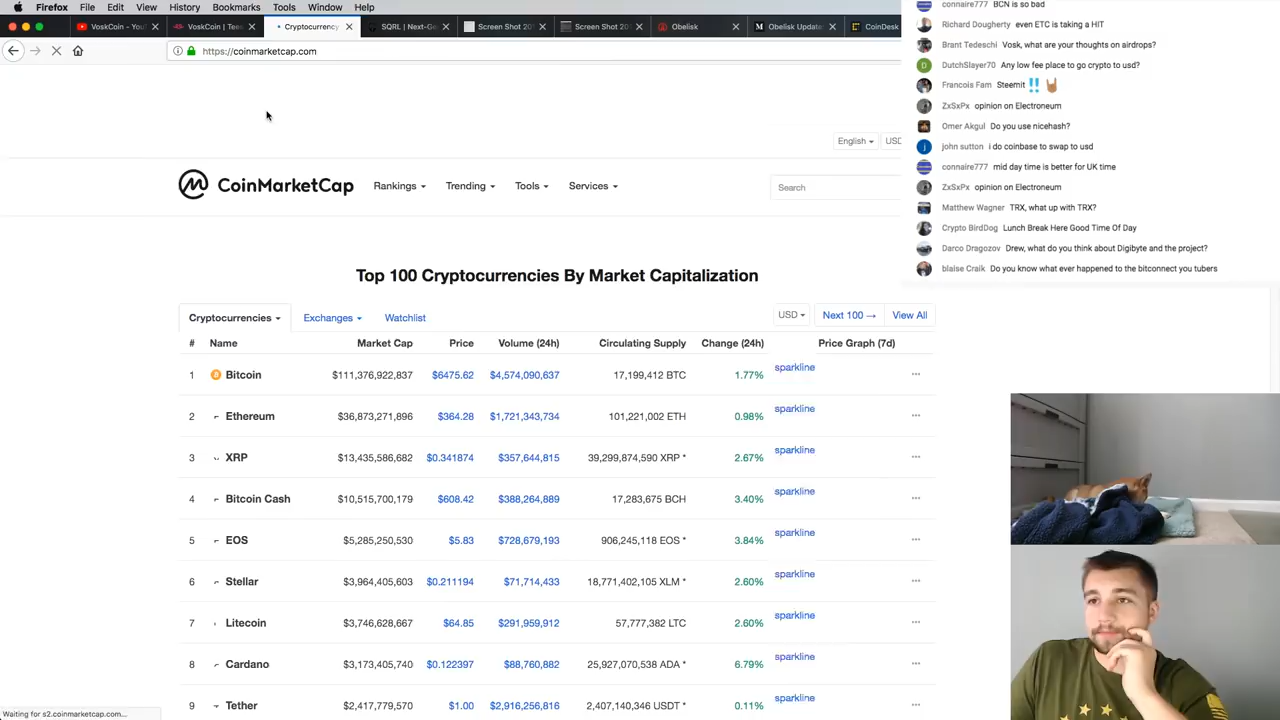 Firefox File Edit View History Bookmarks Tools Window Help
VoskCoin - YouT
VoskCoin | Tecent
Cryptocurrency
SQRL | Next-Ge
Screen Shot 201
Screen Shot 201
Obelisk
Obelisk Update
CoinDesk
https://coinmarketcap.com
English
USD
CoinMarketCap
Rankings
Trending
Tools
Services
Search
Top 100 Cryptocurrencies By Market Capitalization
Cryptocurrencies
Exchanges
Watchlist
USD
Next 100 →
View All
# Name Market Cap Price Volume (24h) Circulating Supply Change (24h) Price Graph (7d)
1 Bitcoin $111,376,922,837 $6475.62 $4,574,090,637 17,199,412 BTC 1.77% sparkline ...
2 Ethereum $36,873,271,896 $364.28 $1,721,343,734 101,221,002 ETH 0.98% sparkline ...
3 XRP $13,435,586,682 $0.341874 $357,644,815 39,299,874,590 XRP * 2.67% sparkline ...
4 Bitcoin Cash $10,515,700,179 $608.42 $388,264,889 17,283,675 BCH 3.40% sparkline ...
5 EOS $5,285,250,530 $5.83 $728,679,193 906,245,118 EOS * 3.84% sparkline ...
6 Stellar $3,964,405,603 $0.211194 $71,714,433 18,771,402,105 XLM * 2.60% sparkline ...
7 Litecoin $3,746,628,667 $64.85 $291,959,912 57,777,382 LTC 2.60% sparkline ...
8 Cardano $3,173,405,740 $0.122397 $88,760,882 25,927,070,538 ADA * 6.79% sparkline ...
9 Tether $2,417,779,570 $1.00 $2,916,256,816 2,407,140,346 USDT * 0.11% sparkline ...
Waiting for s2.coinmarketcap.com...
connaire777 BCN is so bad
Richard Dougherty even ETC is taking a HIT
Brant Tedeschi Vosk, what are your thoughts on airdrops?
DutchSlayer70 Any low fee place to go crypto to usd?
Francois Fam Steemit ‼️ 🤘🏽
ZxSxPx opinion on Electroneum
Omer Akgul Do you use nicehash?
john sutton i do coinbase to swap to usd
connaire777 mid day time is better for UK time
ZxSxPx opinion on Electroneum
Matthew Wagner TRX, what up with TRX?
Crypto BirdDog Lunch Break Here Good Time Of Day
Darco Dragozov Drew, what do you think about Digibyte and the project?
blaise Craik Do you know what ever happened to the bitconnect you tubers